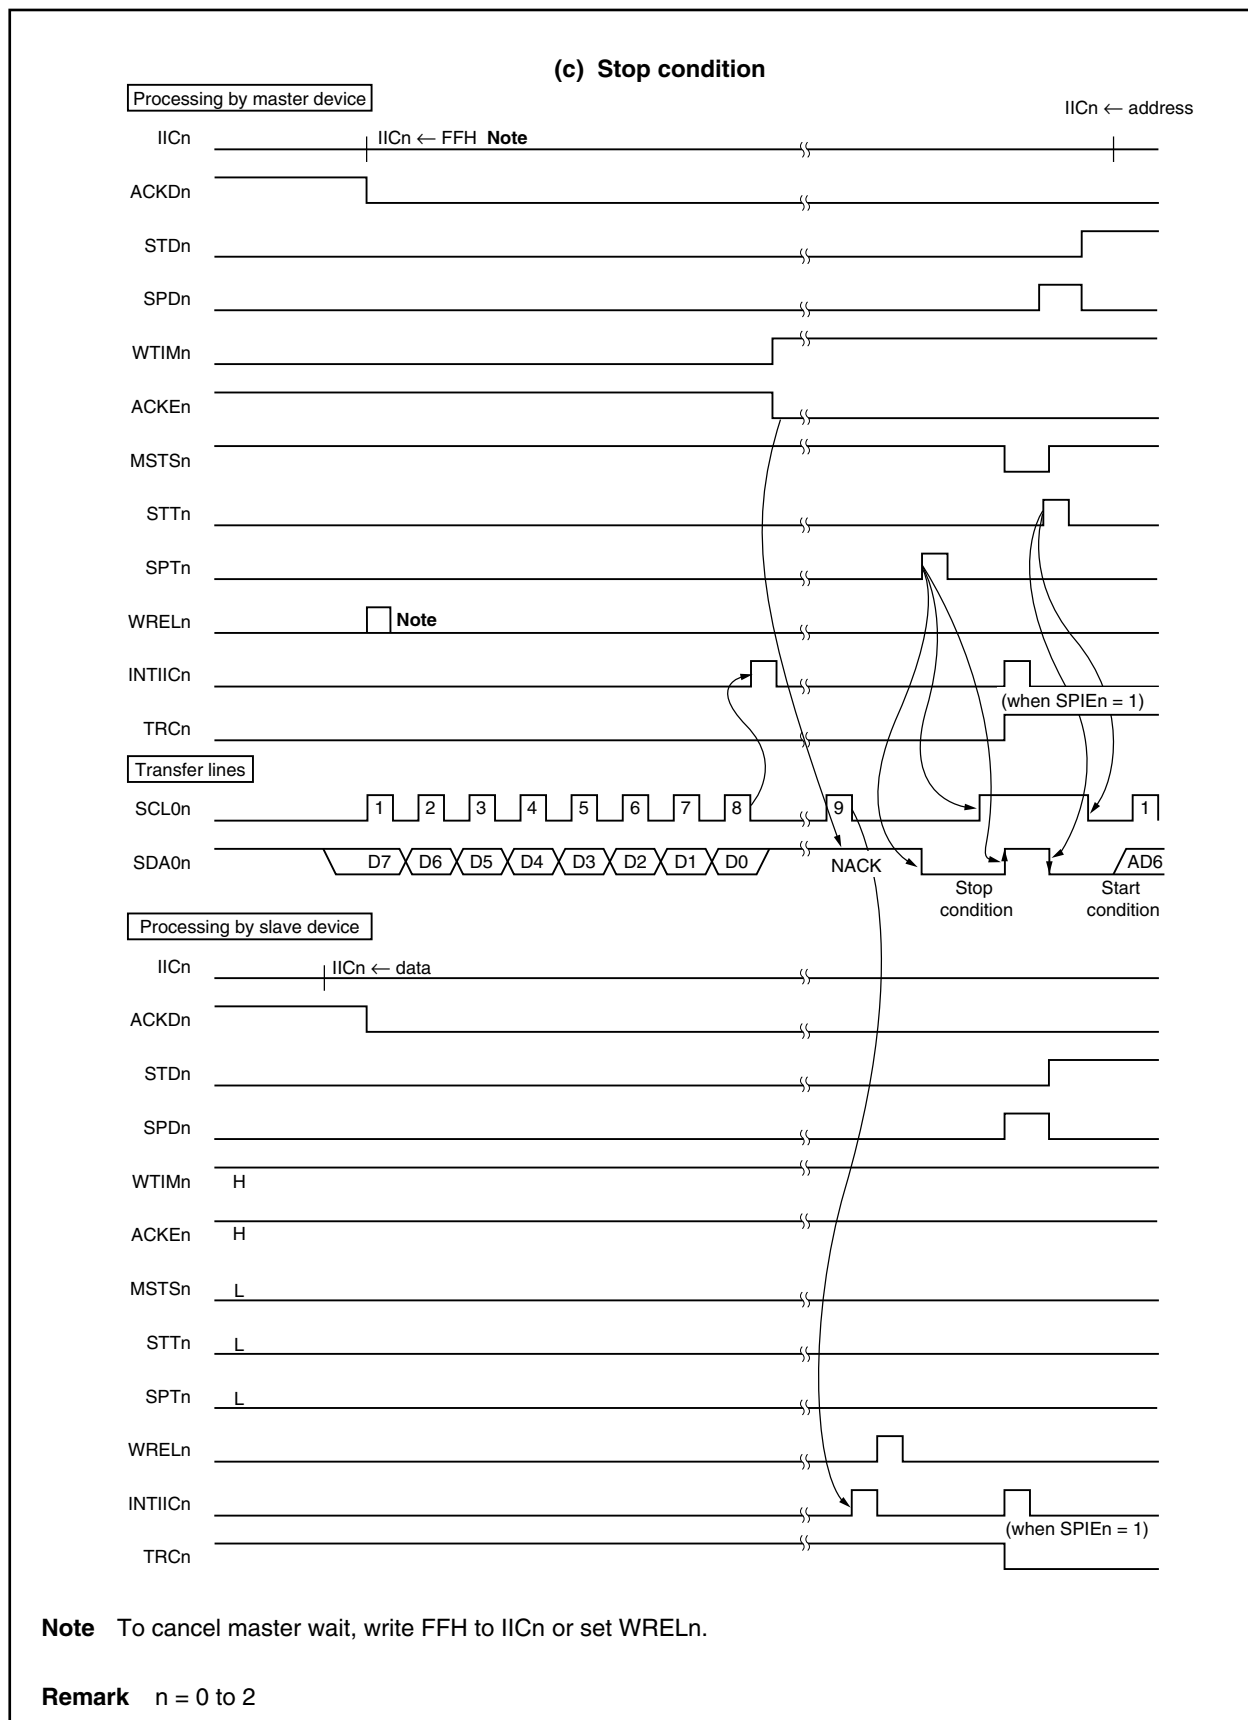 (c) Stop condition
Processing by master device
IICn ← address
IICn
IICn ← FFH Note
ACKDn
STDn
SPDn
WTIMn
ACKEn
MSTSn
STTn
SPTn
WRELn
Note
INTIICn
(when SPIEn = 1)
TRCn
Transfer lines
SCL0n
1 2 3 4 5 6 7 8 9 1
SDA0n
D7 D6 D5 D4 D3 D2 D1 D0 NACK AD6
Stop condition
Start condition
Processing by slave device
IICn
IICn ← data
ACKDn
STDn
SPDn
WTIMn H
ACKEn H
MSTSn L
STTn L
SPTn L
WRELn
INTIICn
(when SPIEn = 1)
TRCn
Note To cancel master wait, write FFH to IICn or set WRELn.
Remark n = 0 to 2